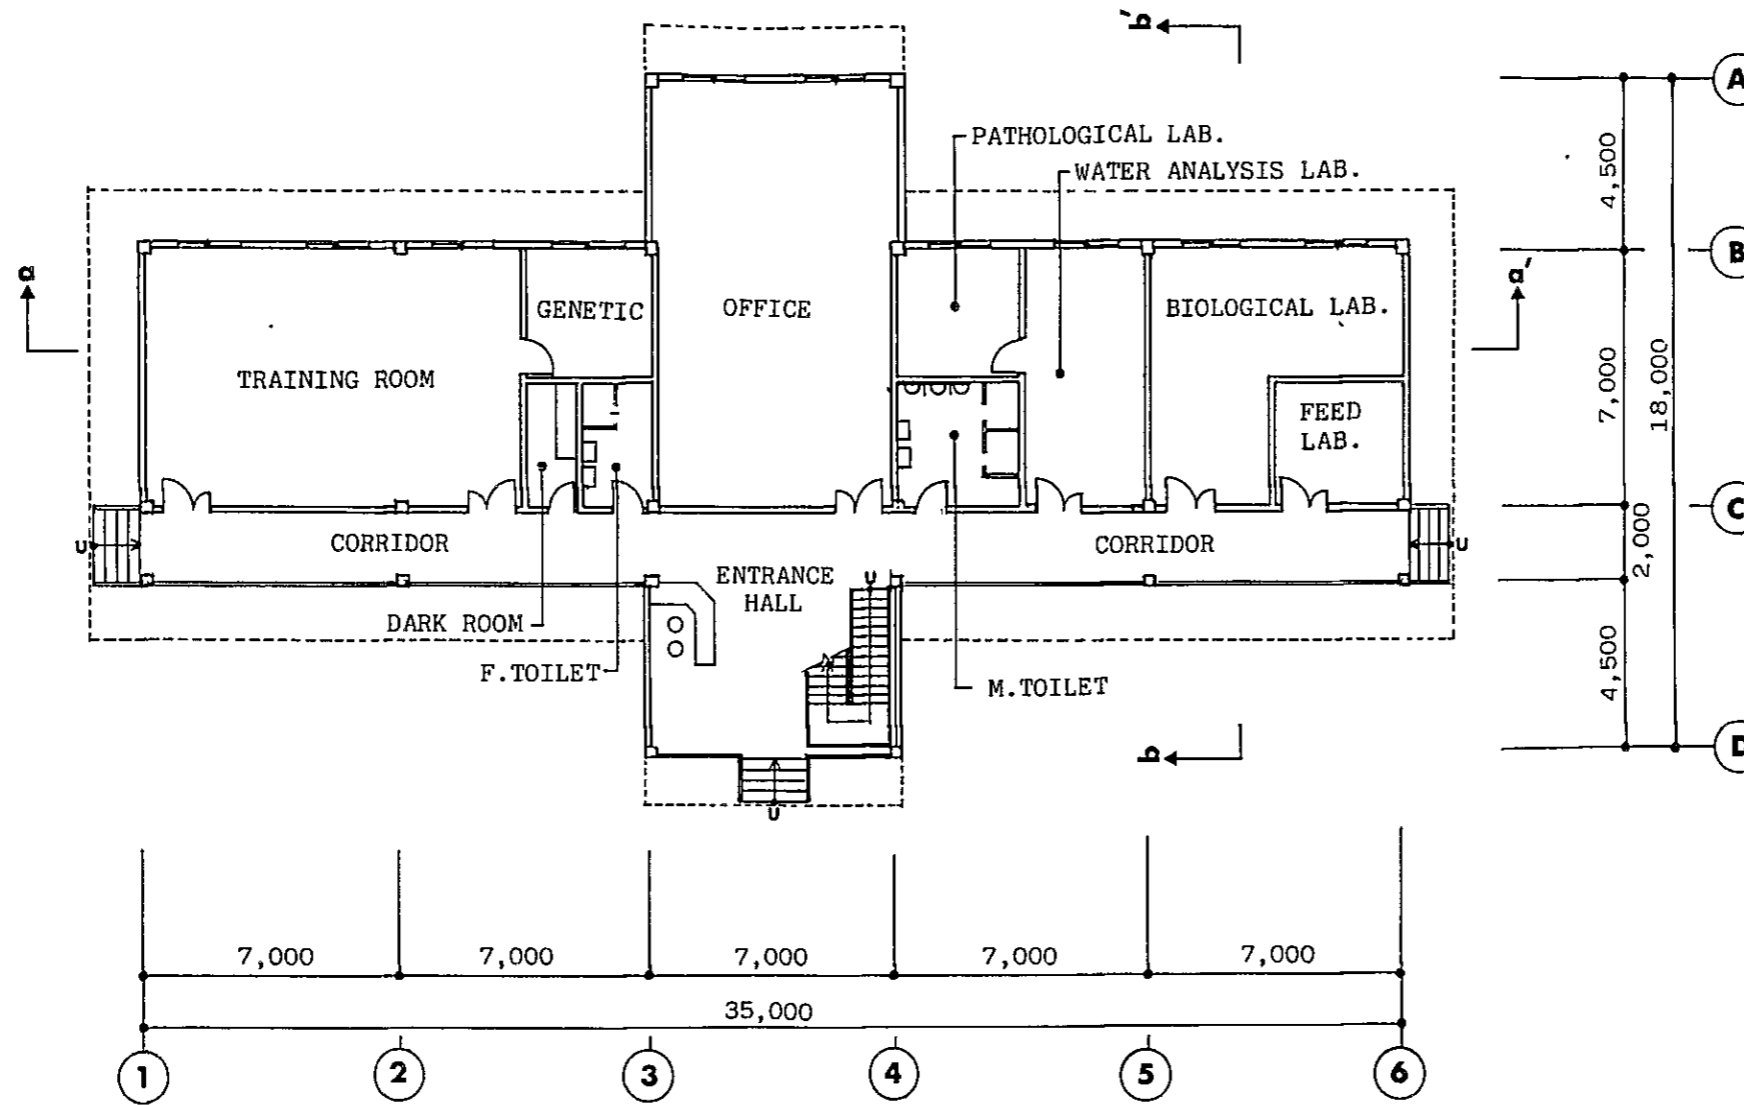 b'
A
PATHOLOGICAL LAB.
WATER ANALYSIS LAB.
4,500
a
B
a'
GENETIC
OFFICE
BIOLOGICAL LAB.
TRAINING ROOM
7,000
18,000
FEED
LAB.
C
U
CORRIDOR
CORRIDOR
U
2,000
ENTRANCE
HALL
U
DARK ROOM
4,500
F.TOILET
M.TOILET
b
D
U
7,000
7,000
7,000
7,000
7,000
35,000
1
2
3
4
5
6